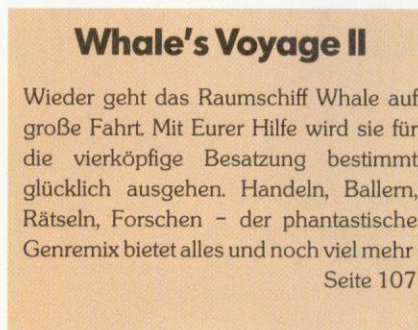 Whale's Voyage II
Wieder geht das Raumschiff Whale auf
große Fahrt. Mit Eurer Hilfe wird sie für
die vierköpfige Besatzung bestimmt
glücklich ausgehen. Handeln, Ballern,
Rätseln, Forschen – der phantastische
Genremix bietet alles und noch viel mehr
Seite 107